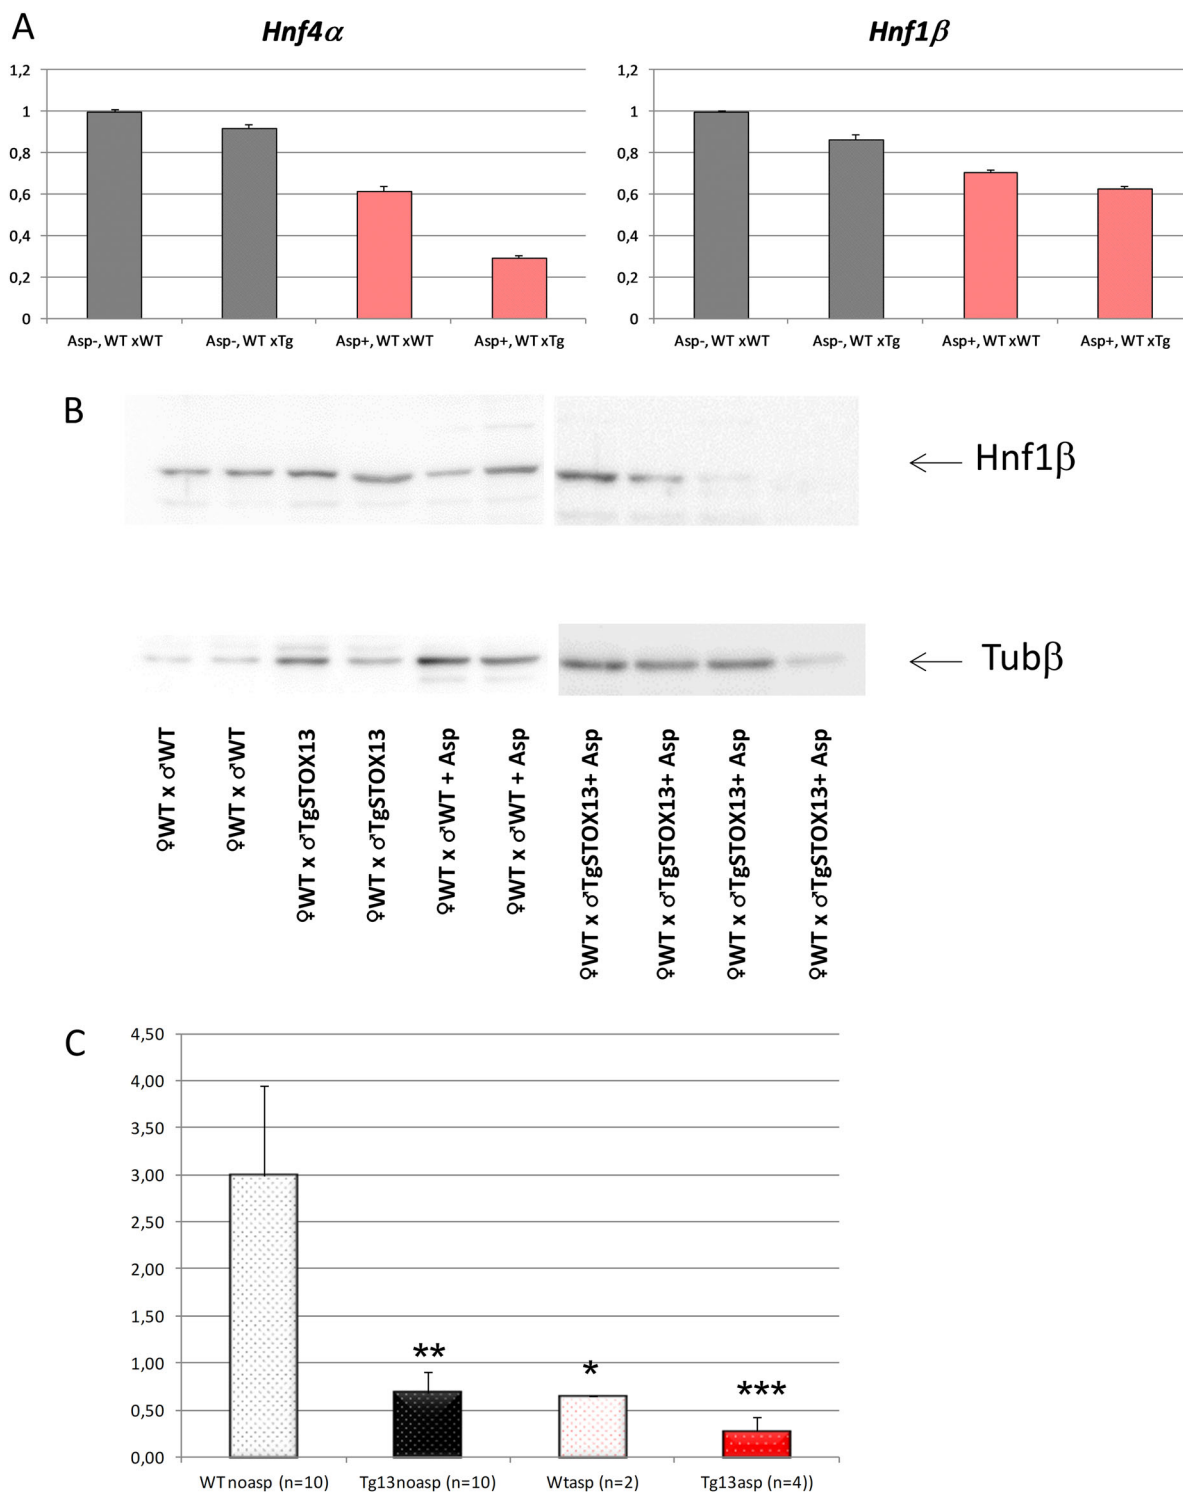 A
Hnf4α
Hnf1β
1,2
1
0,8
0,6
0,4
0,2
0
Asp-, WT xWT
Asp-, WT xTg
Asp+, WT xWT
Asp+, WT xTg
1,2
1
0,8
0,6
0,4
0,2
0
Asp-, WT xWT
Asp-, WT xTg
Asp+, WT xWT
Asp+, WT xTg
B
Hnf1β
Tubβ
♀WT x ♂WT
♀WT x ♂WT
♀WT x ♂TgSTOX13
♀WT x ♂TgSTOX13
♀WT x ♂WT + Asp
♀WT x ♂WT + Asp
♀WT x ♂TgSTOX13+ Asp
♀WT x ♂TgSTOX13+ Asp
♀WT x ♂TgSTOX13+ Asp
♀WT x ♂TgSTOX13+ Asp
C
4,50
4,00
3,50
3,00
2,50
2,00
1,50
1,00
0,50
0,00
**
*
***
WT noasp (n=10)
Tg13noasp (n=10)
Wtasp (n=2)
Tg13asp (n=4))